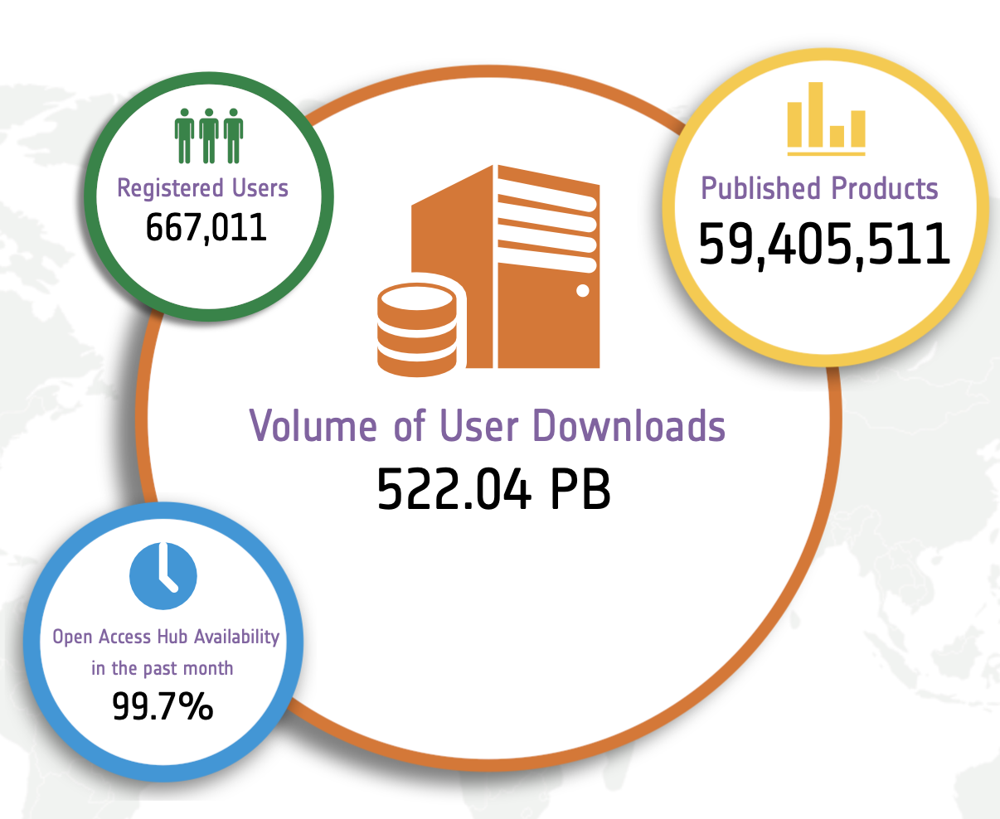 Registered Users
667,011
Published Products
59,405,511
Volume of User Downloads
522.04 PB
Open Access Hub Availability
in the past month
99.7%